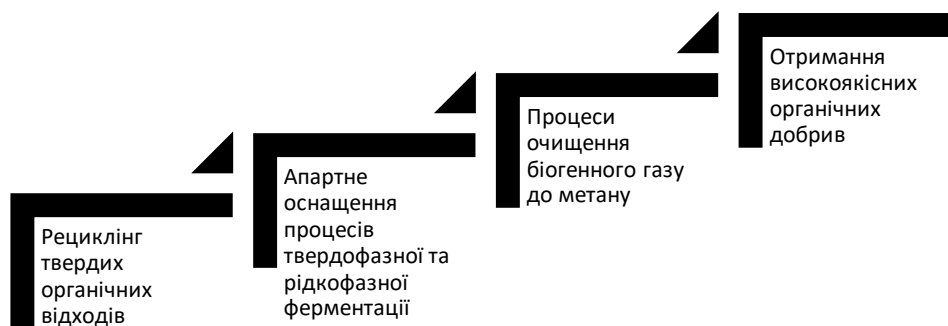 Рециклінг
твердих
органічних
відходів
Апартне
оснащення
процесів
твердофазної та
рідкофазної
ферментації
Процеси
очищення
біогенного газу
до метану
Отримання
високоякісних
органічних
добрив